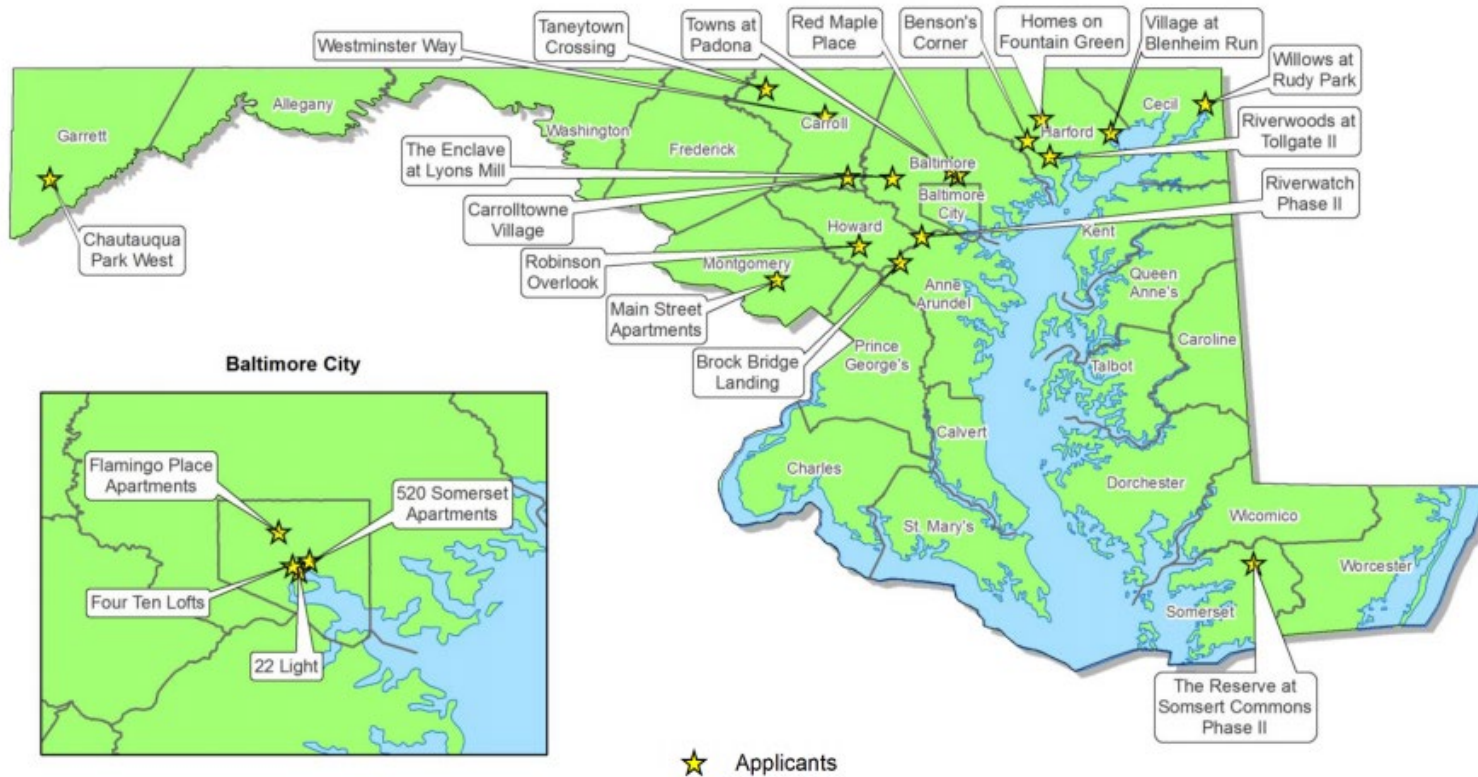 Westminster Way
Taneytown
Crossing
Towns at
Padona
Red Maple
Place
Benson's
Corner
Homes on
Fountain Green
Village at
Blenheim Run
Willows at
Rudy Park
Riverwoods at
Tollgate II
Riverwatch
Phase II
The Enclave
at Lyons Mill
Carrolltowne
Village
Robinson
Overlook
Main Street
Apartments
Brock Bridge
Landing
Chautauqua
Park West
Garrett
Allegany
Washington
Frederick
Carroll
Baltimore
Baltimore
City
Harford
Cecil
Howard
Montgomery
Anne
Arundel
Kent
Queen
Anne's
Caroline
Talbot
Prince
George's
Calvert
Charles
St. Mary's
Dorchester
Wicomico
Worcester
Somerset
The Reserve at
Somsert Commons
Phase II
Baltimore City
Flamingo Place
Apartments
520 Somerset
Apartments
Four Ten Lofts
22 Light
Applicants